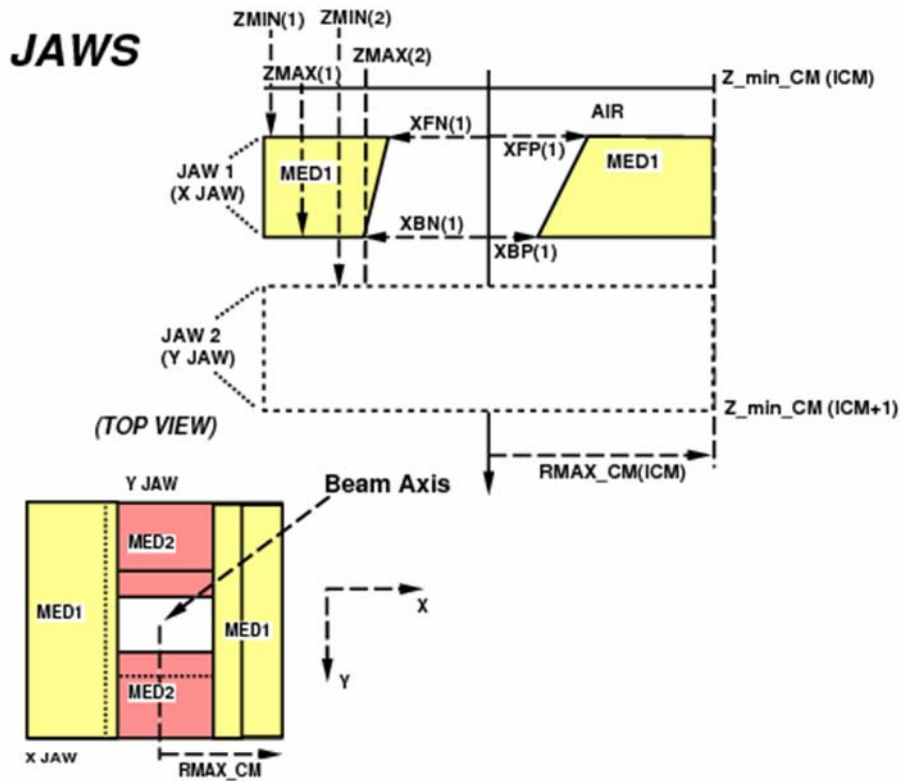 JAWS
ZMIN(1)
ZMIN(2)
ZMAX(2)
ZMAX(1)
Z_min_CM (ICM)
AIR
XFN(1)
XFP(1)
JAW 1
(X JAW)
MED1
MED1
XBN(1)
XBP(1)
JAW 2
(Y JAW)
Z_min_CM (ICM+1)
(TOP VIEW)
RMAX_CM(ICM)
Y JAW
Beam Axis
MED2
MED1
MED1
X
MED2
Y
X JAW
RMAX_CM